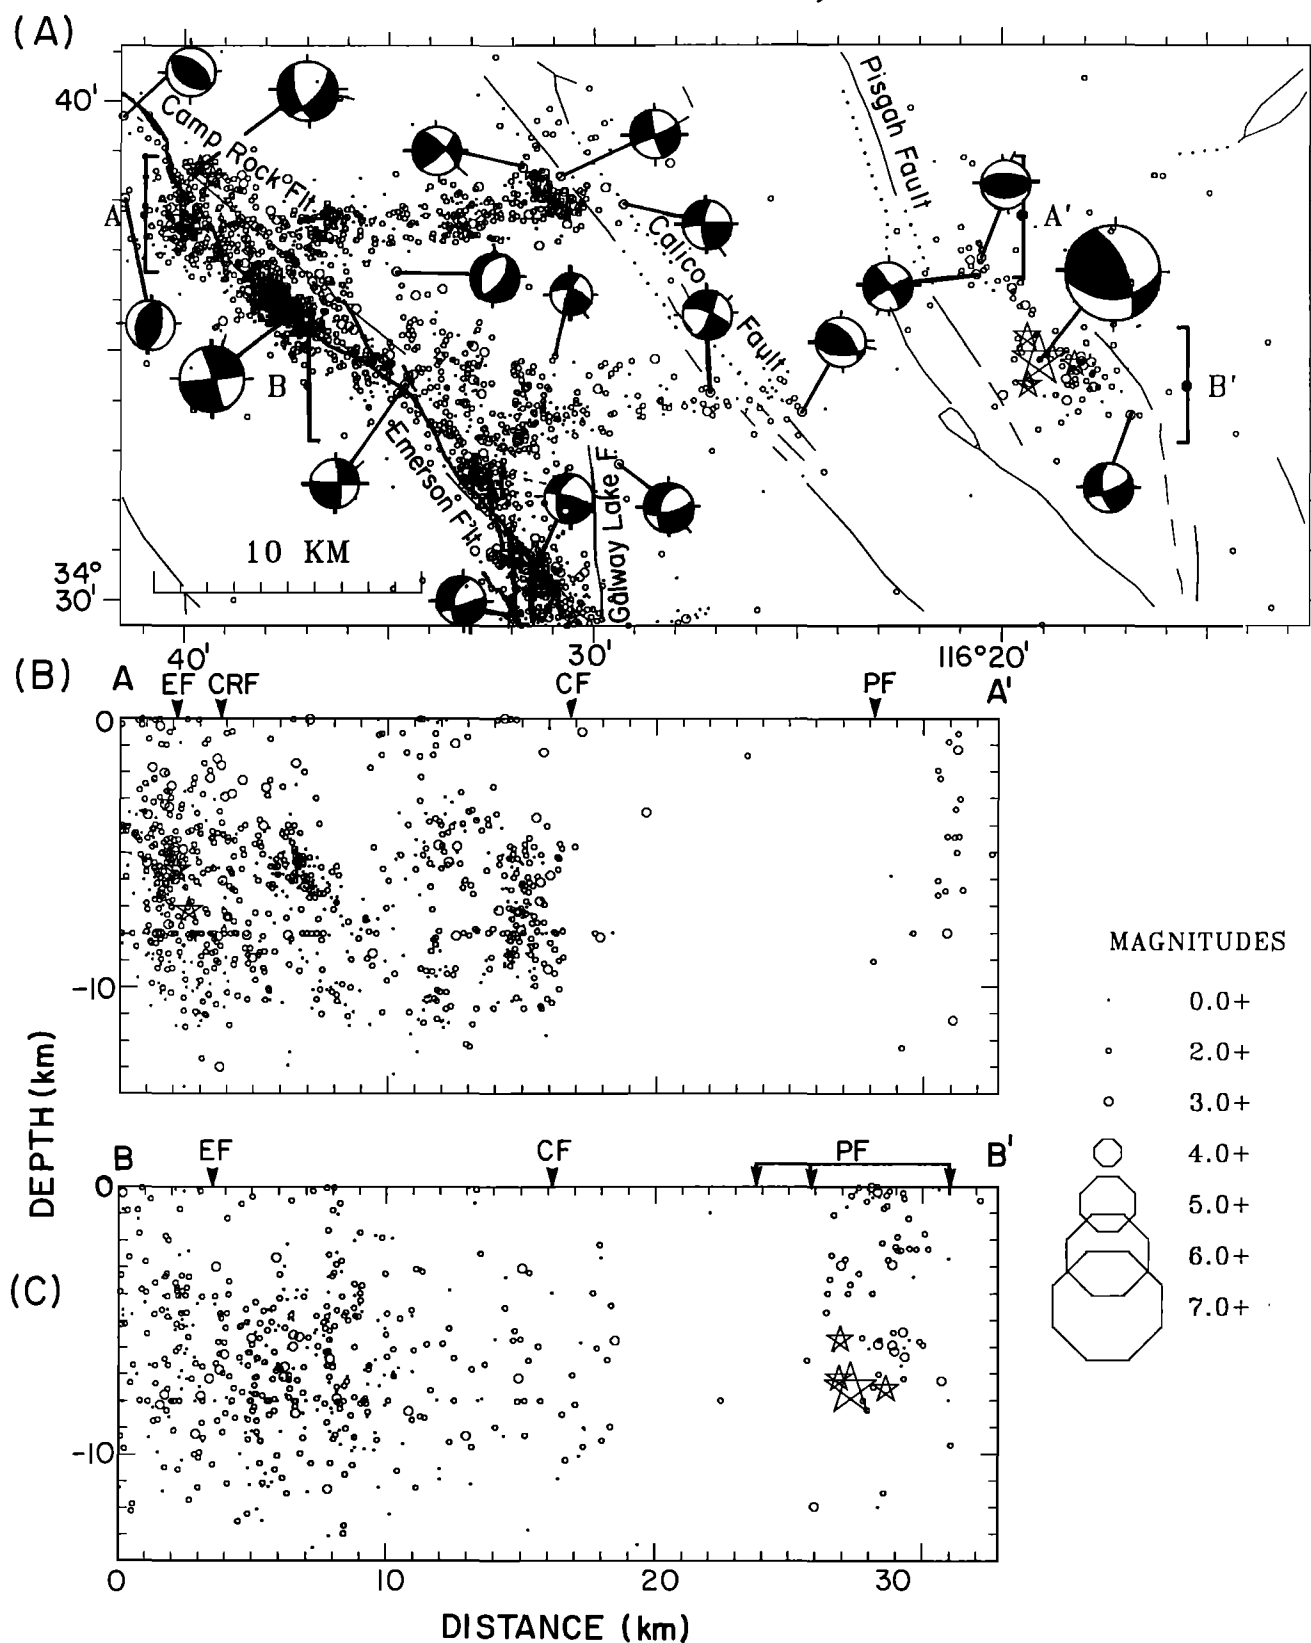 (A)
40'
Camp Rock Flt
Pisgah Fault
A
A'
Calico Fault
B
B'
Emerson Flt.
Galway Lake F.
10 KM
34°
30'
40'
30'
116°20'
(B)
A
EF
CRF
CF
PF
A'
0
-10
MAGNITUDES
0.0+
2.0+
3.0+
4.0+
5.0+
6.0+
7.0+
DEPTH (km)
B
EF
CF
PF
B'
0
(C)
-10
0
10
20
30
DISTANCE (km)